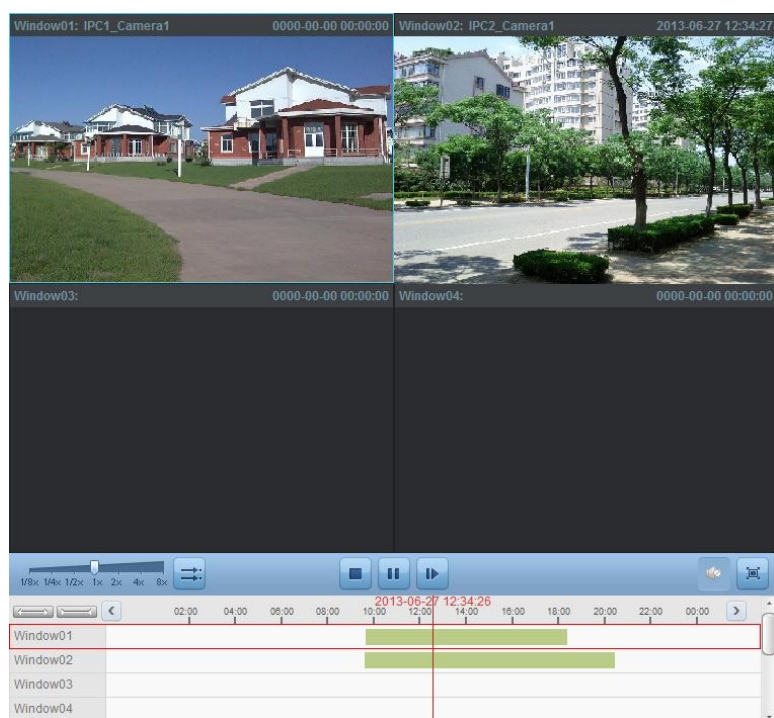 Window01: IPC1_Camera1 0000-00-00 00:00:00
Window02: IPC2_Camera1 2013-06-27 12:34:27
Window03: 0000-00-00 00:00:00
Window04: 0000-00-00 00:00:00
1/8x 1/4x 1/2x 1x 2x 4x 8x
2013-06-27 12:34:26
02:00 04:00 06:00 08:00 10:00 12:00 14:00 16:00 18:00 20:00 22:00 00:00
Window01
Window02
Window03
Window04